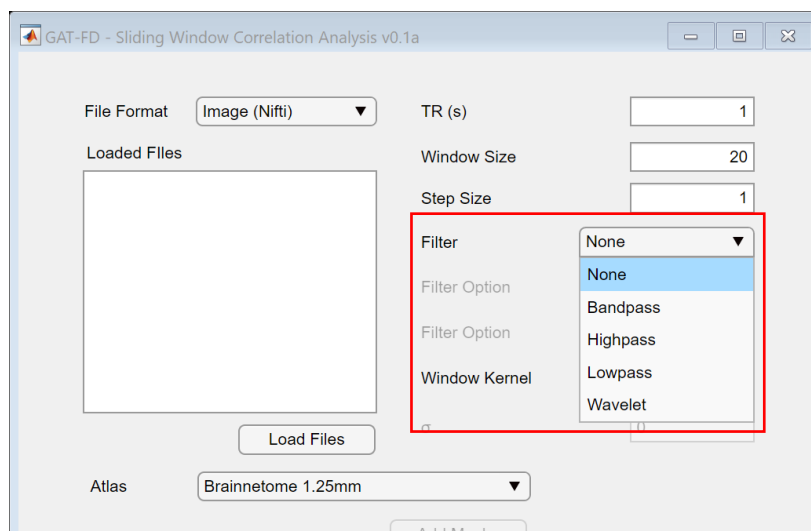 GAT-FD - Sliding Window Correlation Analysis v0.1a
File Format Image (Nifti)
Loaded FIles
Load Files
TR (s) 1
Window Size 20
Step Size 1
Filter None
None
Bandpass
Highpass
Lowpass
Wavelet
Filter Option
Filter Option
Window Kernel
Atlas Brainnetome 1.25mm